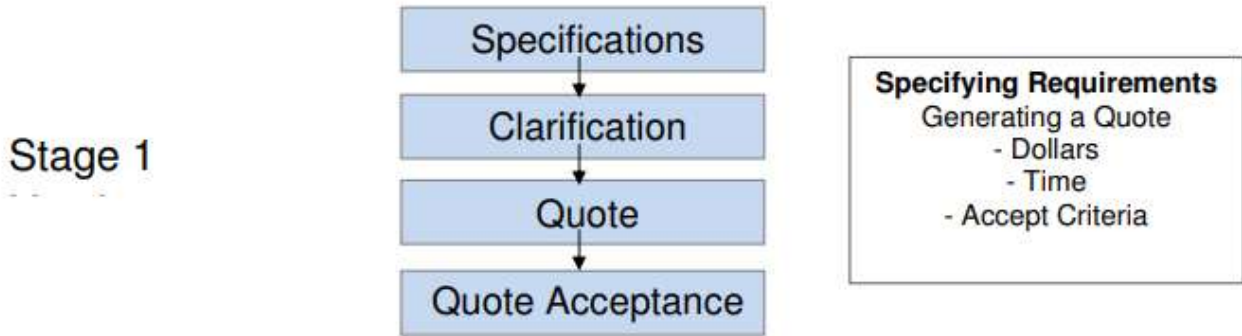 Stage 1
Specifications
Clarification
Quote
Quote Acceptance
Specifying Requirements
Generating a Quote
- Dollars
- Time
- Accept Criteria